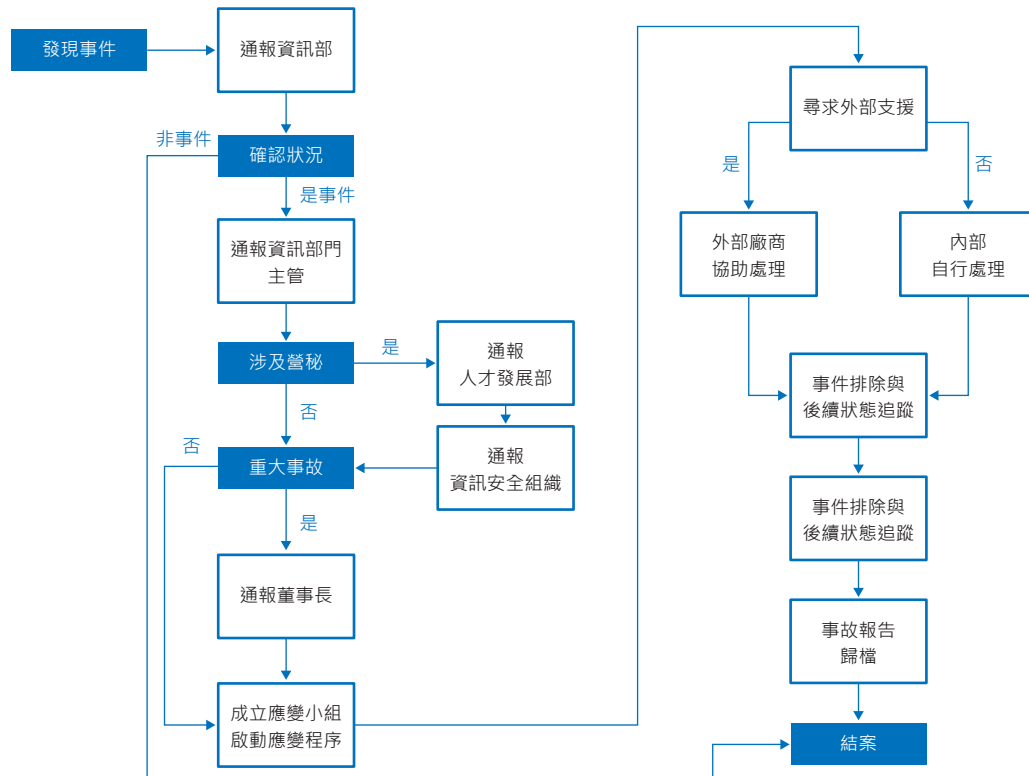 發現事件
通報資訊部
非事件
確認狀況
是事件
通報資訊部門
主管
涉及營秘
是
通報
人才發展部
否
通報
資訊安全組織
否
重大事故
是
通報董事長
成立應變小組
啟動應變程序
尋求外部支援
是
否
外部廠商
協助處理
內部
自行處理
事件排除與
後續狀態追蹤
事件排除與
後續狀態追蹤
事故報告
歸檔
結案